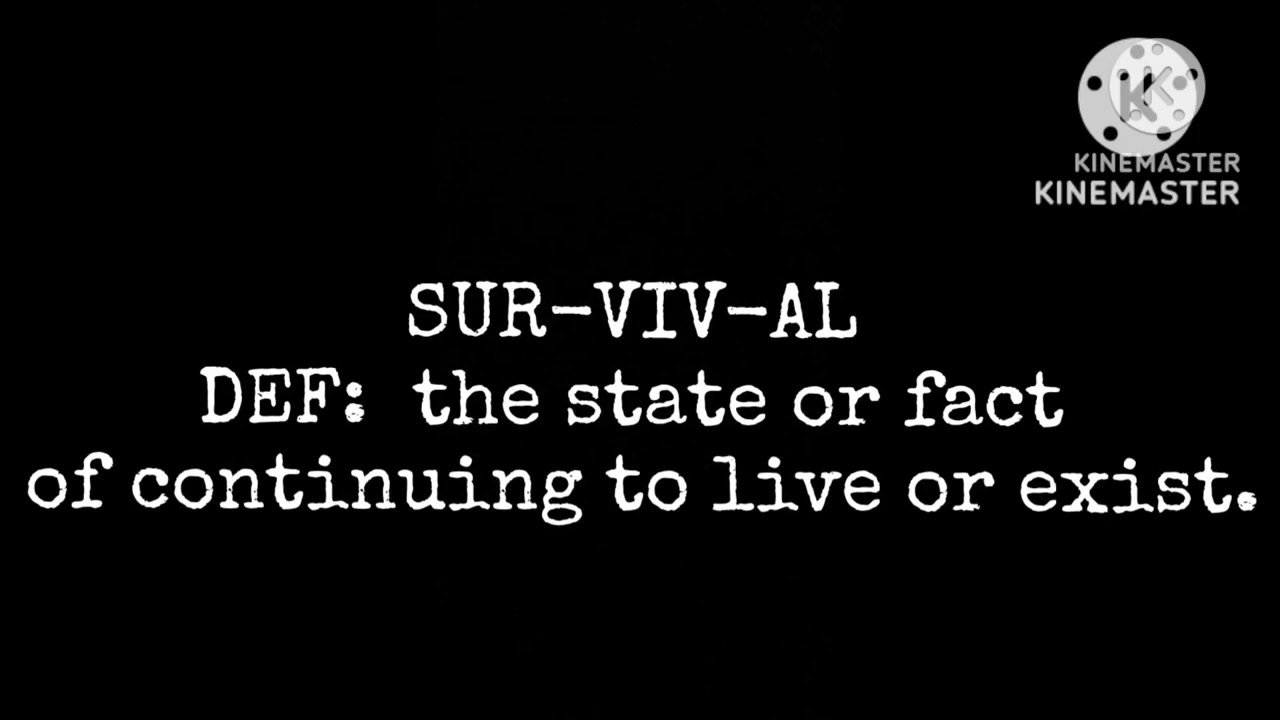 KINEMASTER
KINEMASTER
SUR-VIV-AL
DEF: the state or fact
of continuing to live or exist.